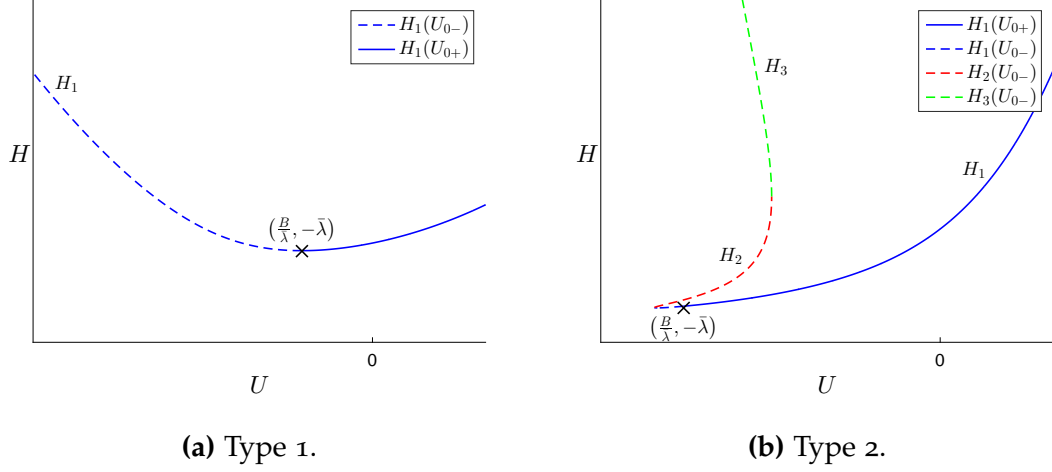 H₁(U₀₋)
H₁(U₀₊)
H₁
H
(B/λ̄, −λ̄)
0
U
(a) Type 1.
H₁(U₀₊)
H₁(U₀₋)
H₂(U₀₋)
H₃(U₀₋)
H₃
H
H₁
H₂
(B/λ̄, −λ̄)
0
U
(b) Type 2.